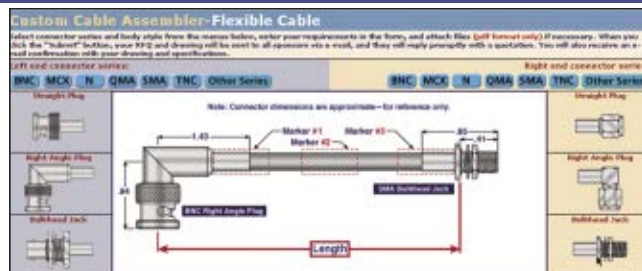 Custom Cable Assembler-Flexible Cable
Select connector series and body style from the menus below, enter your requirements in the form, and attach files (pdf format only) if necessary. When you
click the "Submit" button, your RFQ and drawing will be sent to all sponsors via e-mail, and they will reply promptly with a quotation. You will also receive an e-
mail confirmation with your drawing and specifications.
Left end connector series:
Right end connector serie
BNC MCX N QMA SMA TNC Other Series
BNC MCX N QMA SMA TNC Other Series
Straight Plug
Straight Plug
Note: Connector dimensions are approximate—for reference only.
1.43
Marker #1
Marker #2
Marker #3
.85
.41
Right Angle Plug
Right Angle Plug
SMA Bulkhead Jack
BNC Right Angle Plug
Bulkhead Jack
Bulkhead Jack
Length